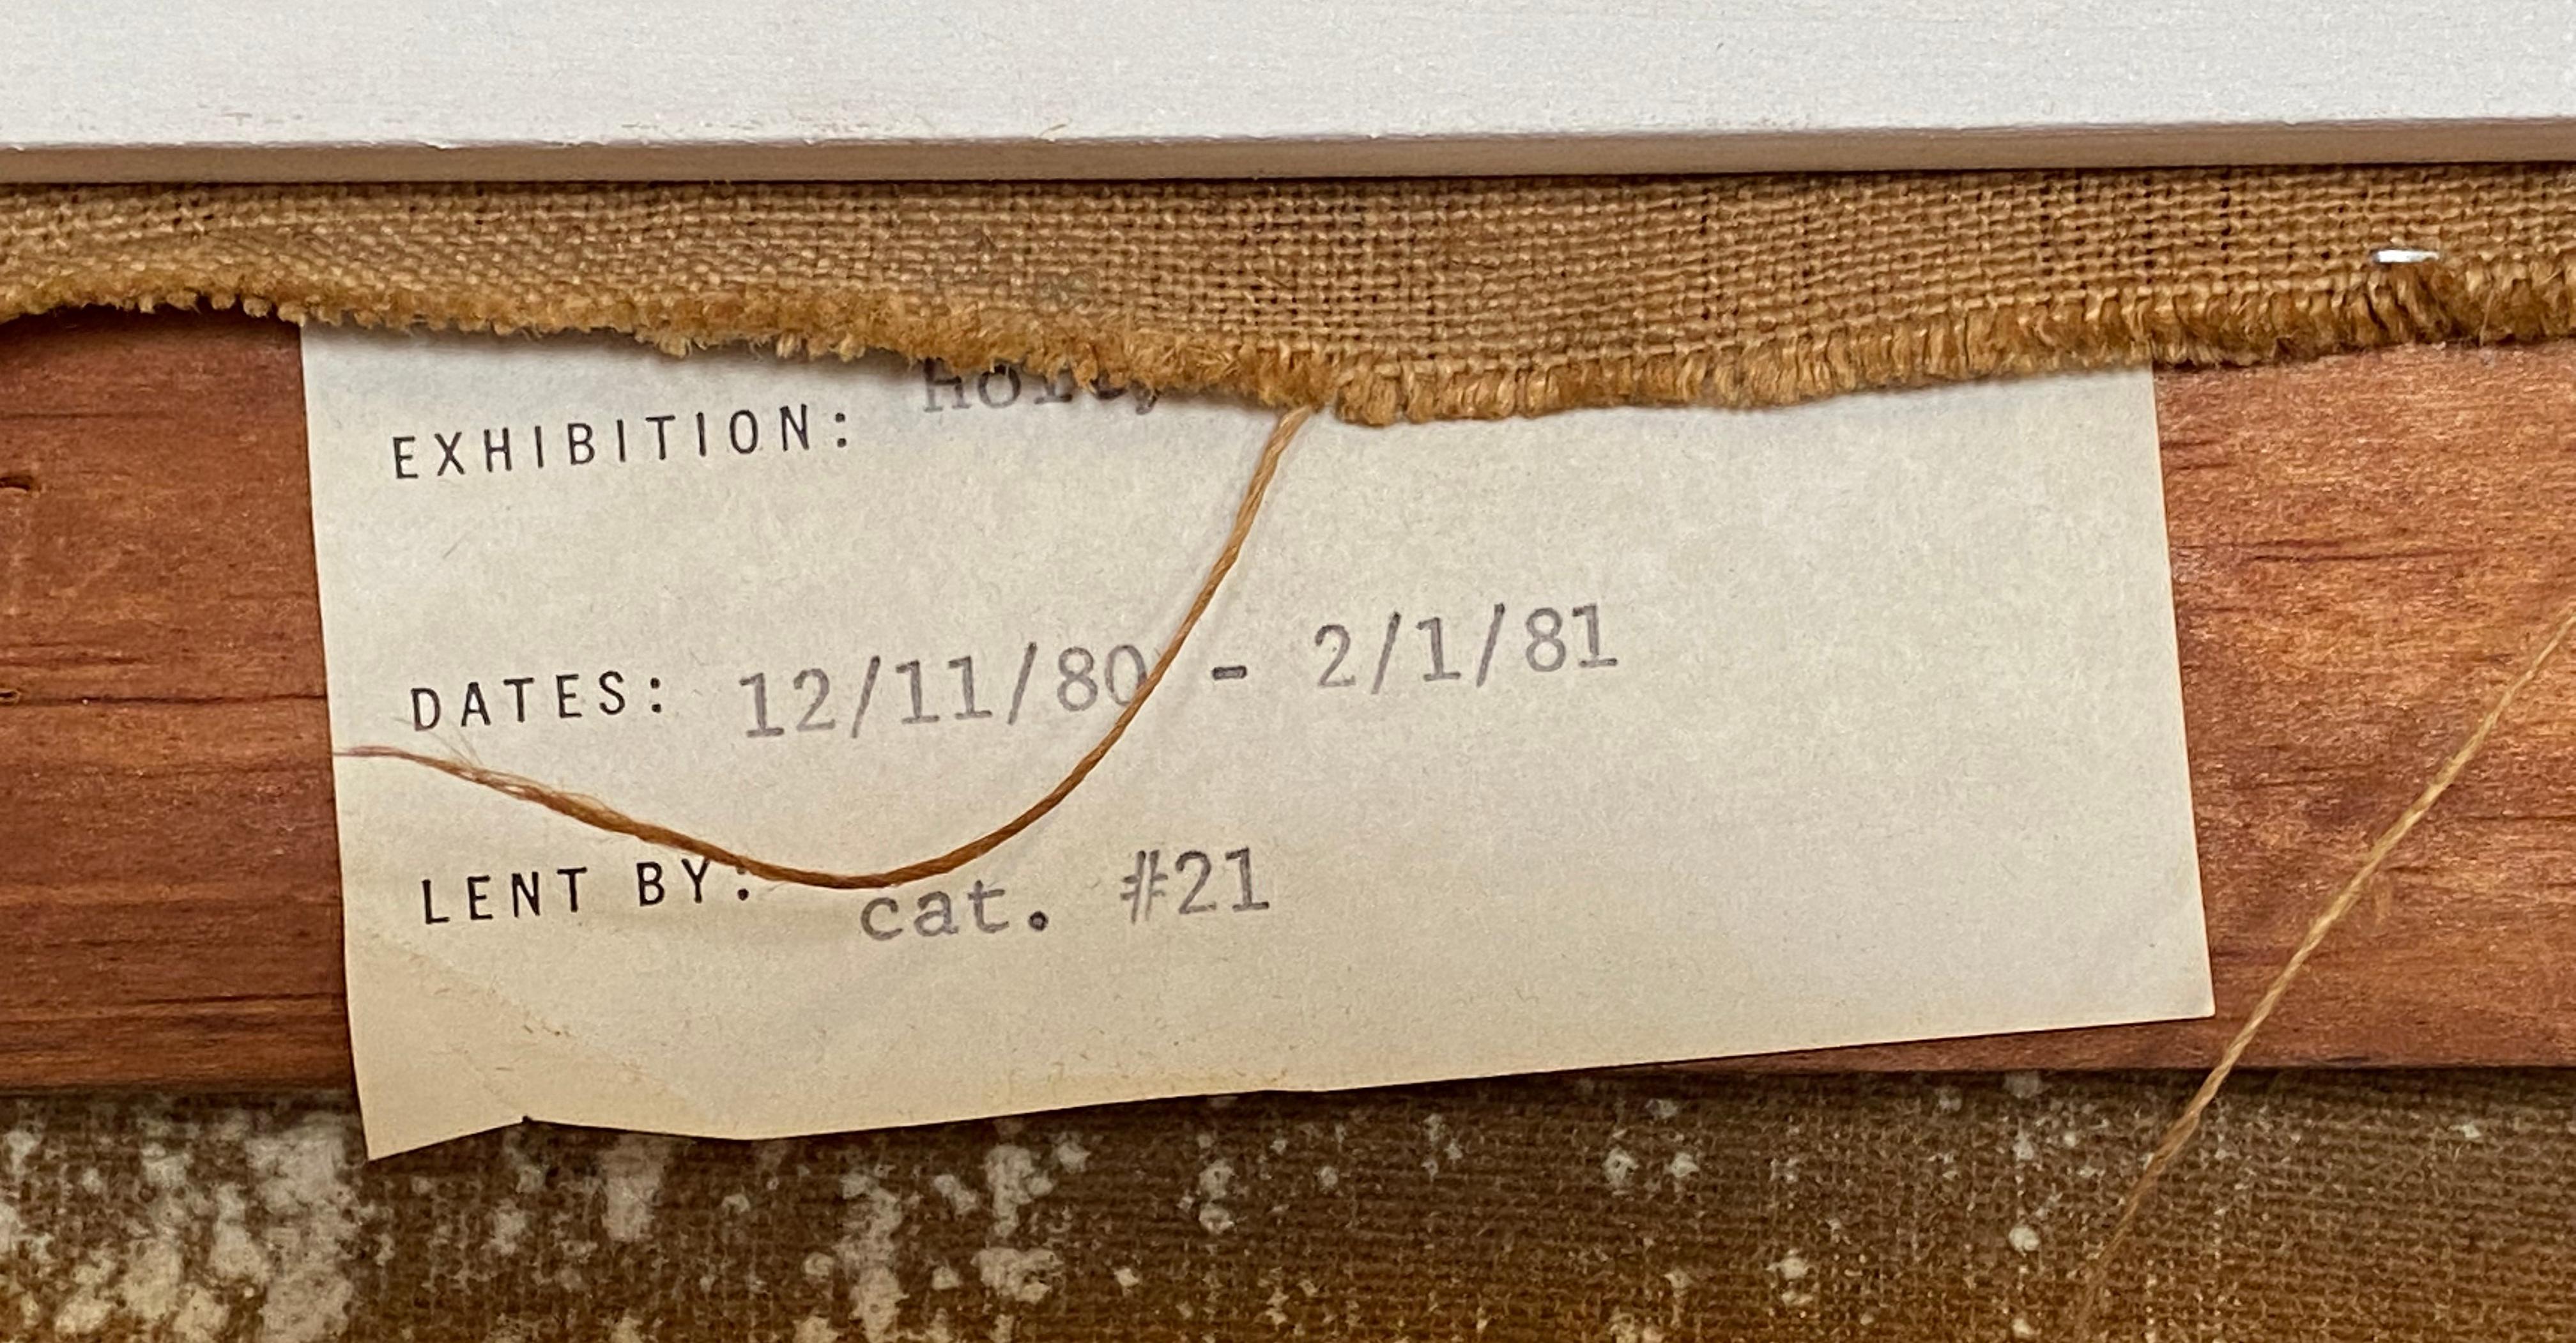 EXHIBITION:
DATES: 12/11/80 - 2/1/81
LENT BY: cat. #21